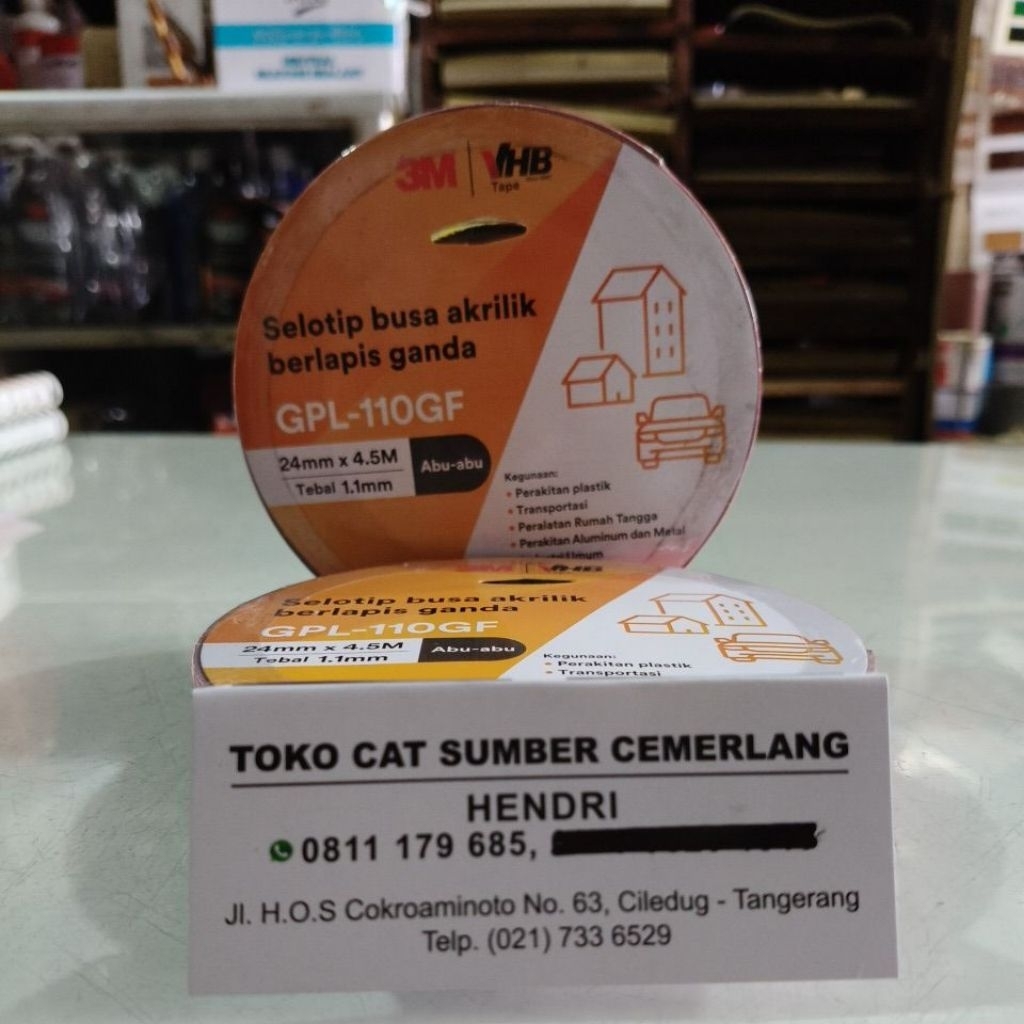 3M VHB
Tape
Selotip busa akrilik
berlapis ganda
GPL-110GF
24mm x 4.5M
Tebal 1.1mm
Abu-abu
Kegunaan:
• Perakitan plastik
• Transportasi
• Peralatan Rumah Tangga
• Perakitan Aluminum dan Metal
Umum
VHB
Selotip busa akrilik
berlapis ganda
GPL-110GF
24mm x 4.5M
Tebal 1.1mm
Abu-abu
Kegunaan:
• Perakitan plastik
• Transportasi
TOKO CAT SUMBER CEMERLANG
HENDRI
0811 179 685,
Jl. H.O.S Cokroaminoto No. 63, Ciledug - Tangerang
Telp. (021) 733 6529